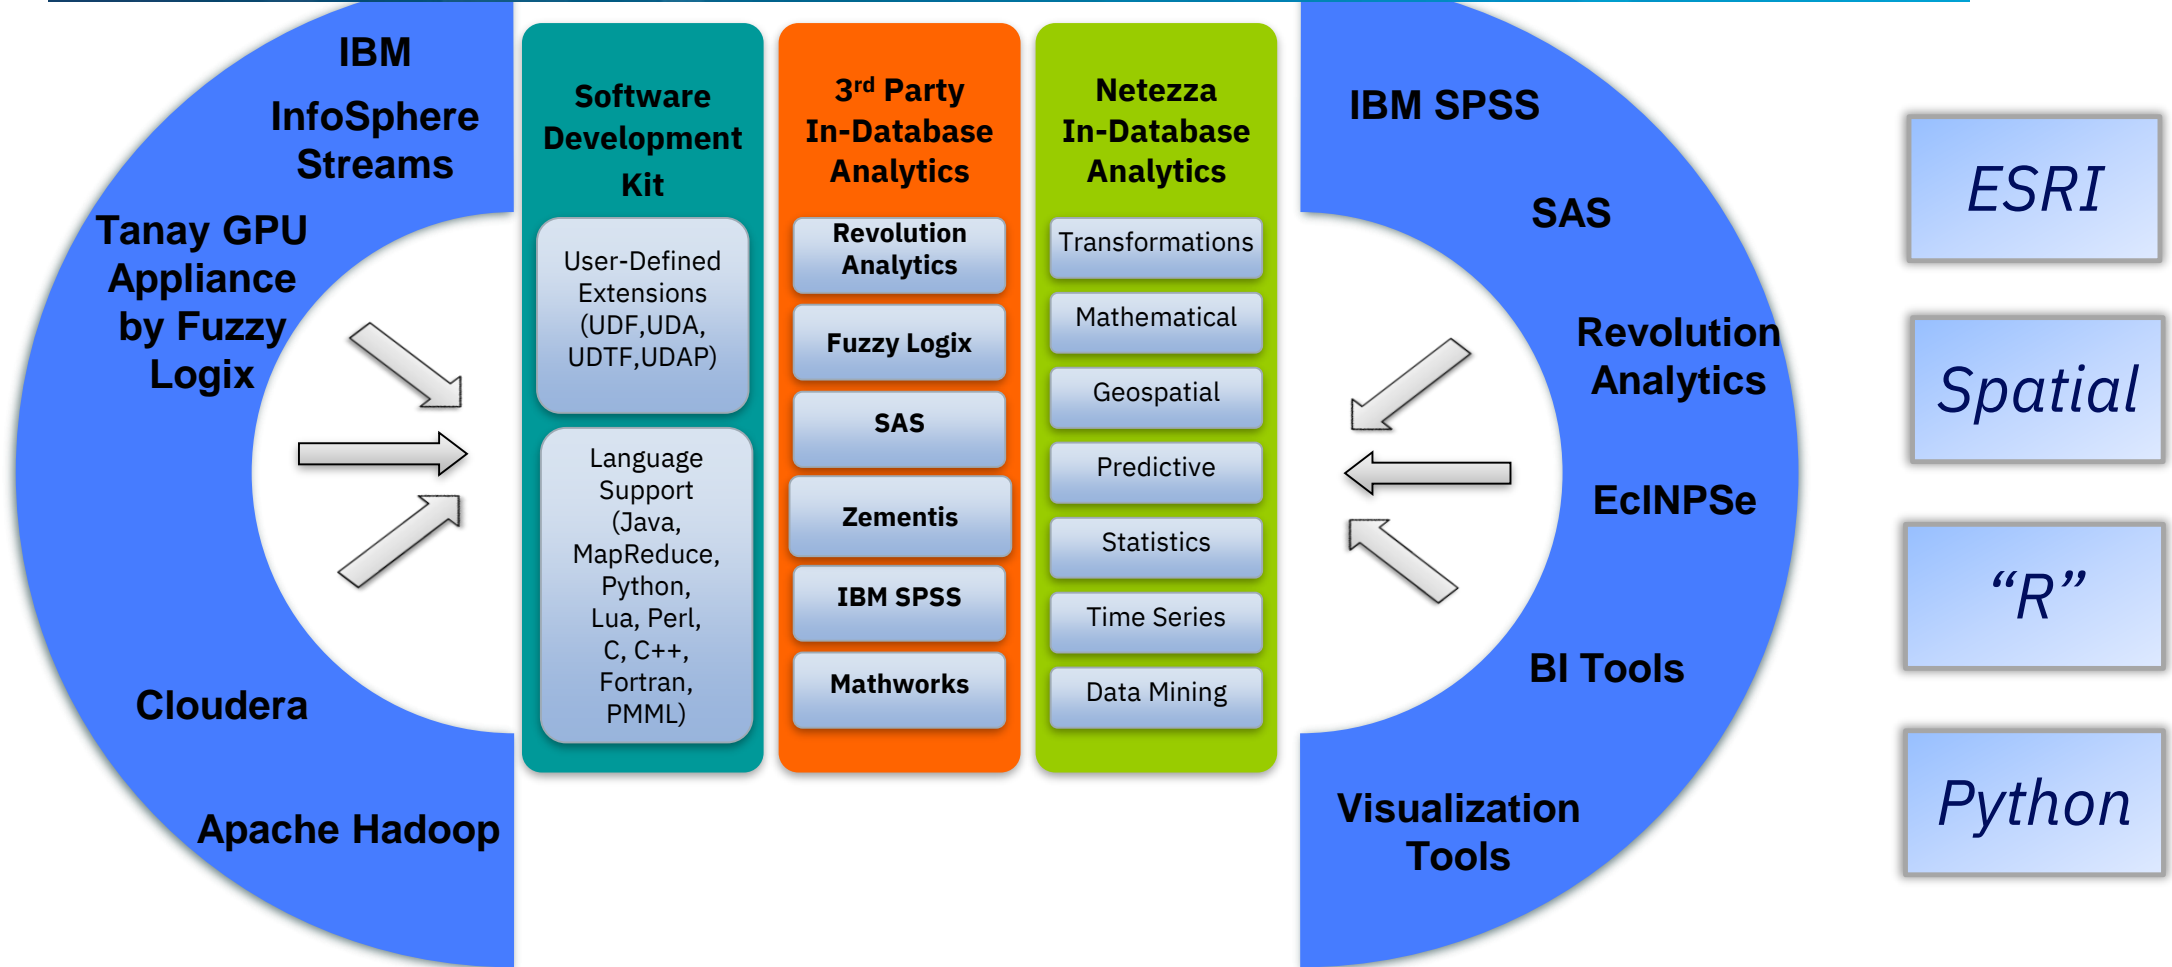 IBM
InfoSphere
Streams
Tanay GPU
Appliance
by Fuzzy
Logix
Cloudera
Apache Hadoop
Software
Development
Kit
User-Defined
Extensions
(UDF,UDA,
UDTF,UDAP)
Language
Support
(Java,
MapReduce,
Python,
Lua, Perl,
C, C++,
Fortran,
PMML)
3rd Party
In-Database
Analytics
Revolution
Analytics
Fuzzy Logix
SAS
Zementis
IBM SPSS
Mathworks
Netezza
In-Database
Analytics
Transformations
Mathematical
Geospatial
Predictive
Statistics
Time Series
Data Mining
IBM SPSS
SAS
Revolution
Analytics
EclNPSe
BI Tools
Visualization
Tools
ESRI
Spatial
“R”
Python